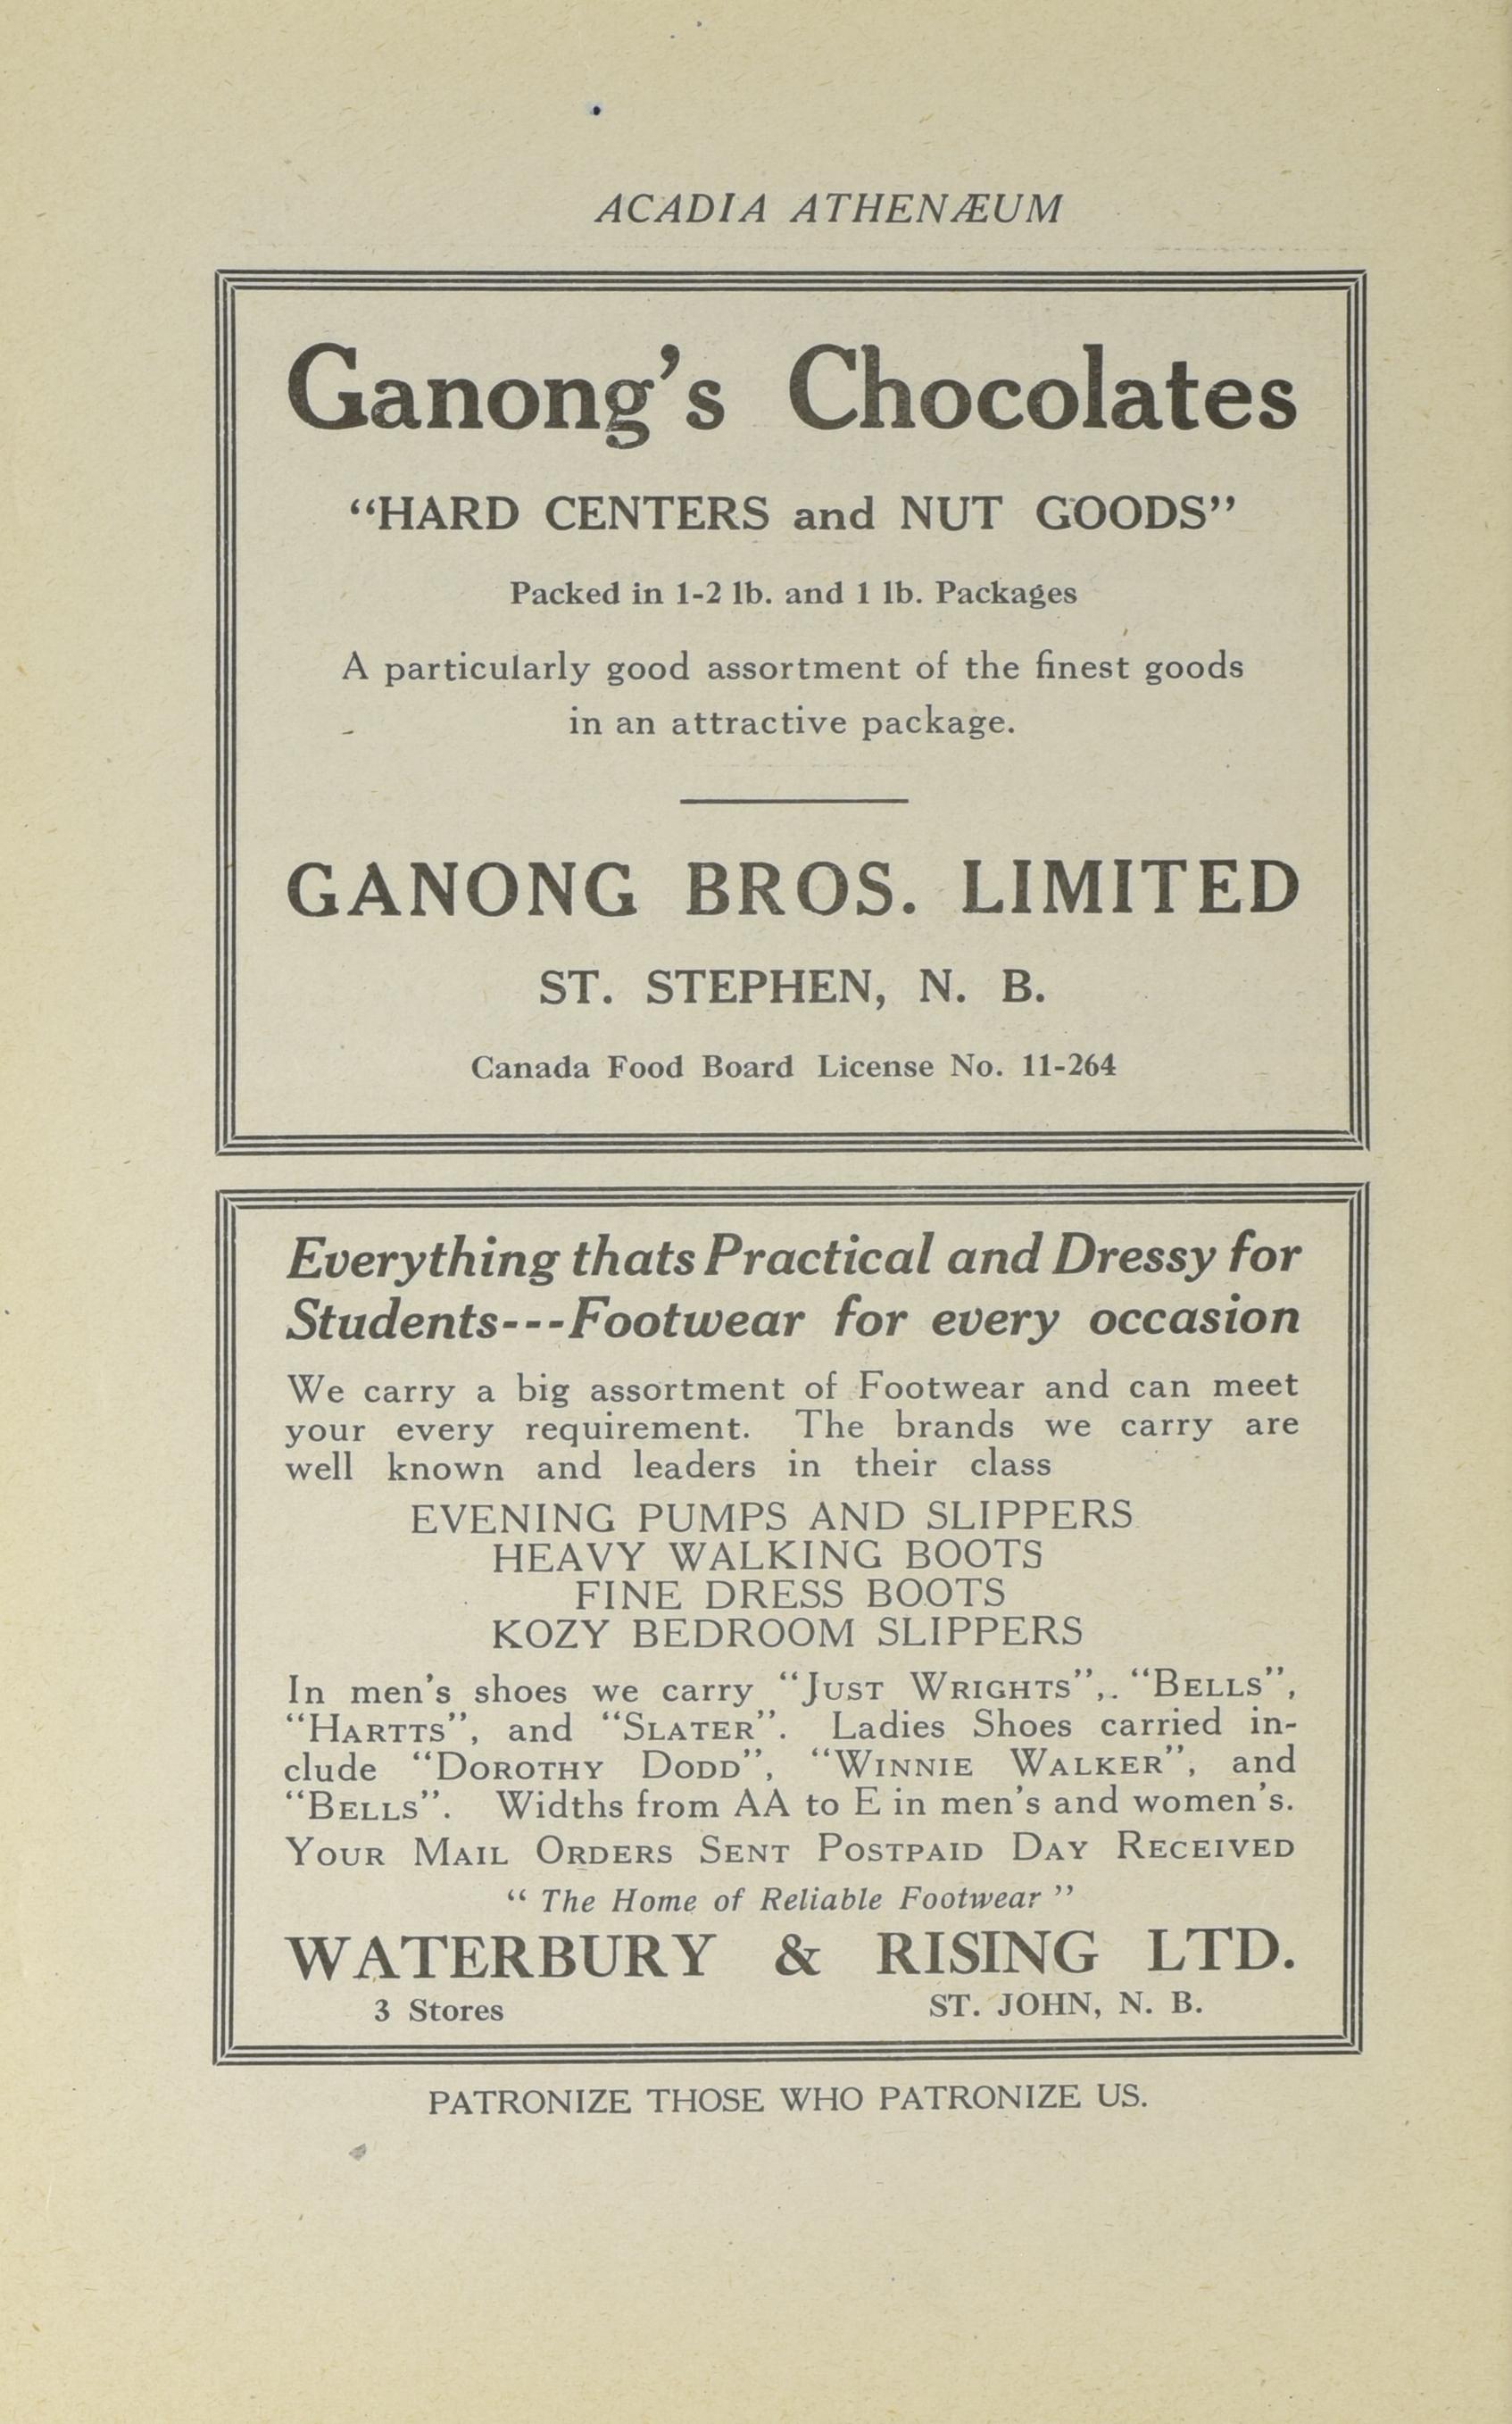 ACADIA ATHENÆUM
Ganong's Chocolates
"HARD CENTERS and NUT GOODS"
Packed in 1-2 lb. and 1 lb. Packages
A particularly good assortment of the finest goods
in an attractive package.
GANONG BROS. LIMITED
ST. STEPHEN, N. B.
Canada Food Board License No. 11-264
Everything thats Practical and Dressy for
Students---Footwear for every occasion
We carry a big assortment of Footwear and can meet
your every requirement. The brands we carry are
well known and leaders in their class
EVENING PUMPS AND SLIPPERS
HEAVY WALKING BOOTS
FINE DRESS BOOTS
KOZY BEDROOM SLIPPERS
In men's shoes we carry "JUST WRIGHTS",. "BELLS",
"HARTTS", and "SLATER". Ladies Shoes carried in-
clude "DOROTHY DODD", "WINNIE WALKER", and
"BELLS". Widths from AA to E in men's and women's.
YOUR MAIL ORDERS SENT POSTPAID DAY RECEIVED
" The Home of Reliable Footwear "
WATERBURY & RISING LTD.
3 Stores ST. JOHN, N. B.
PATRONIZE THOSE WHO PATRONIZE US.